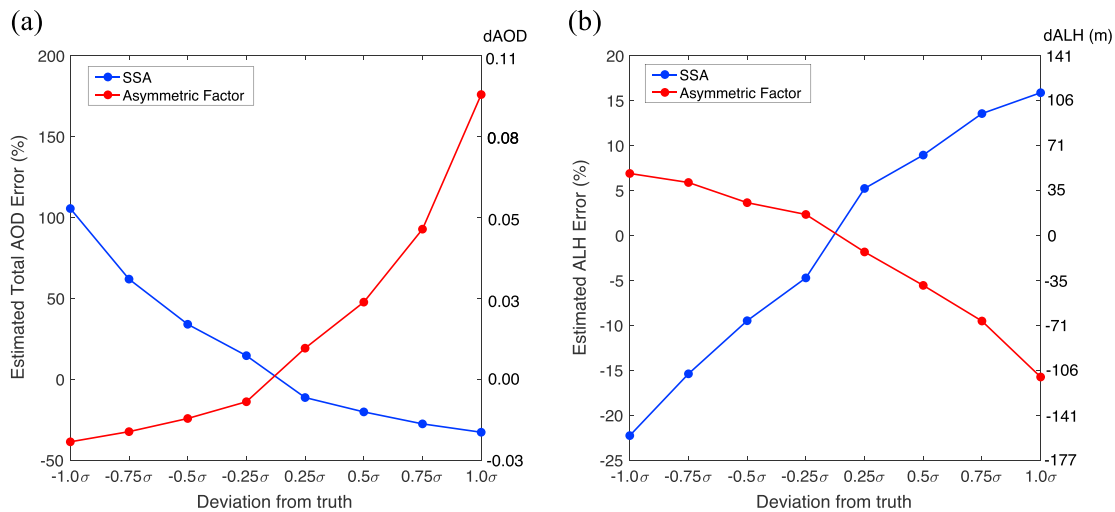 (a)
dAOD
200
150
100
50
0
-50
0.11
0.08
0.05
0.03
0.00
-0.03
Estimated Total AOD Error (%)
SSA
Asymmetric Factor
-1.0σ -0.75σ -0.5σ -0.25σ 0.25σ 0.5σ 0.75σ 1.0σ
Deviation from truth
(b)
dALH (m)
20
15
10
5
0
-5
-10
-15
-20
-25
141
106
71
35
0
-35
-71
-106
-141
-177
Estimated ALH Error (%)
SSA
Asymmetric Factor
-1.0σ -0.75σ -0.5σ -0.25σ 0.25σ 0.5σ 0.75σ 1.0σ
Deviation from truth